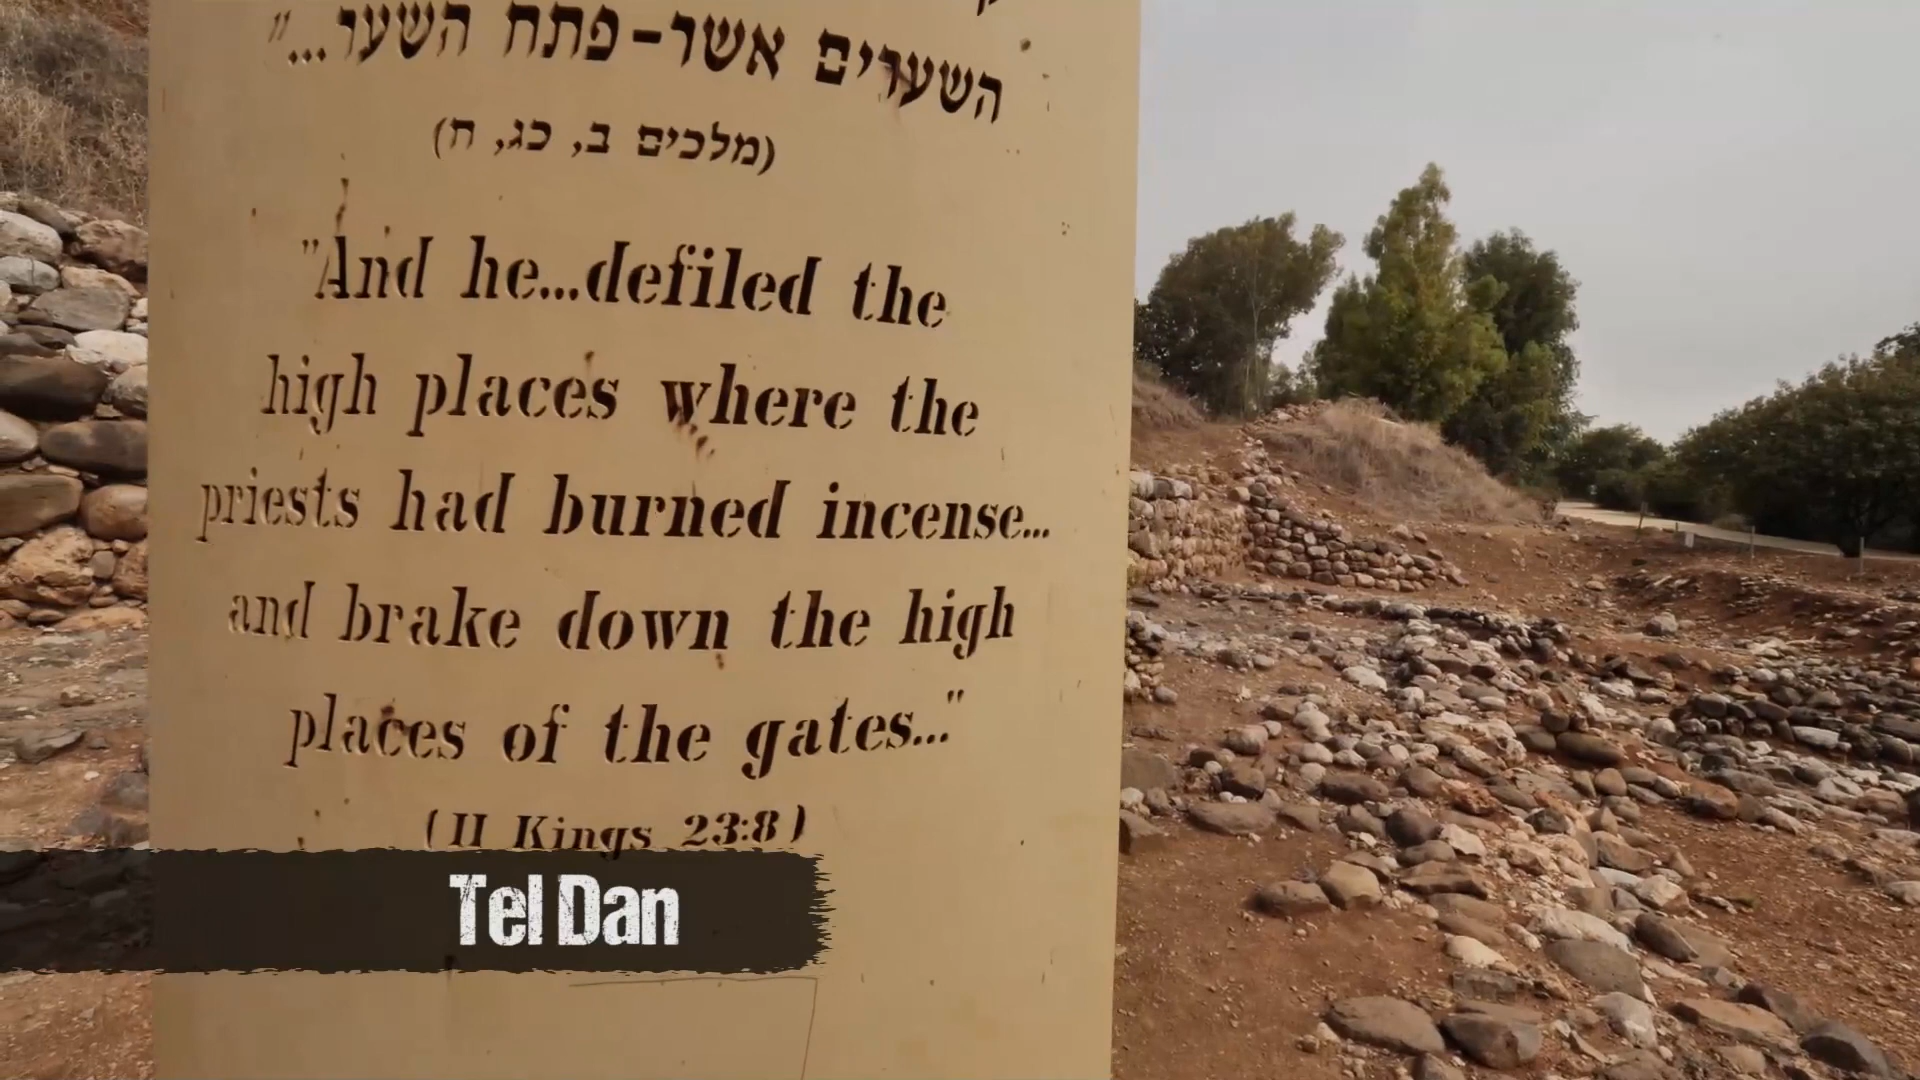 השערים אשר-פתח השער..."
(מלכים ב, כג, ח)
"And he...defiled the
high places where the
priests had burned incense...
and brake down the high
places of the gates..."
(II Kings 23:8)
Tel Dan